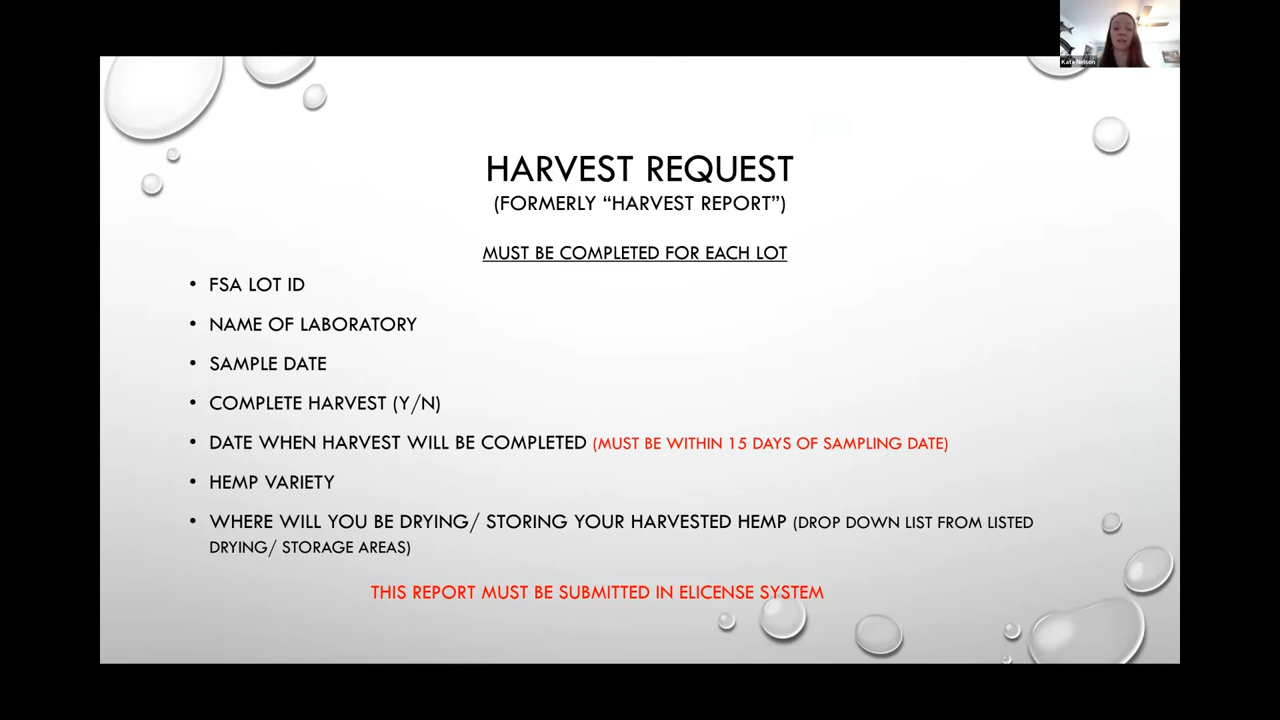 Kate Nelson
HARVEST REQUEST
(FORMERLY “HARVEST REPORT”)
MUST BE COMPLETED FOR EACH LOT
• FSA LOT ID
• NAME OF LABORATORY
• SAMPLE DATE
• COMPLETE HARVEST (Y/N)
• DATE WHEN HARVEST WILL BE COMPLETED (MUST BE WITHIN 15 DAYS OF SAMPLING DATE)
• HEMP VARIETY
• WHERE WILL YOU BE DRYING/ STORING YOUR HARVESTED HEMP (DROP DOWN LIST FROM LISTED
DRYING/ STORAGE AREAS)
THIS REPORT MUST BE SUBMITTED IN ELICENSE SYSTEM